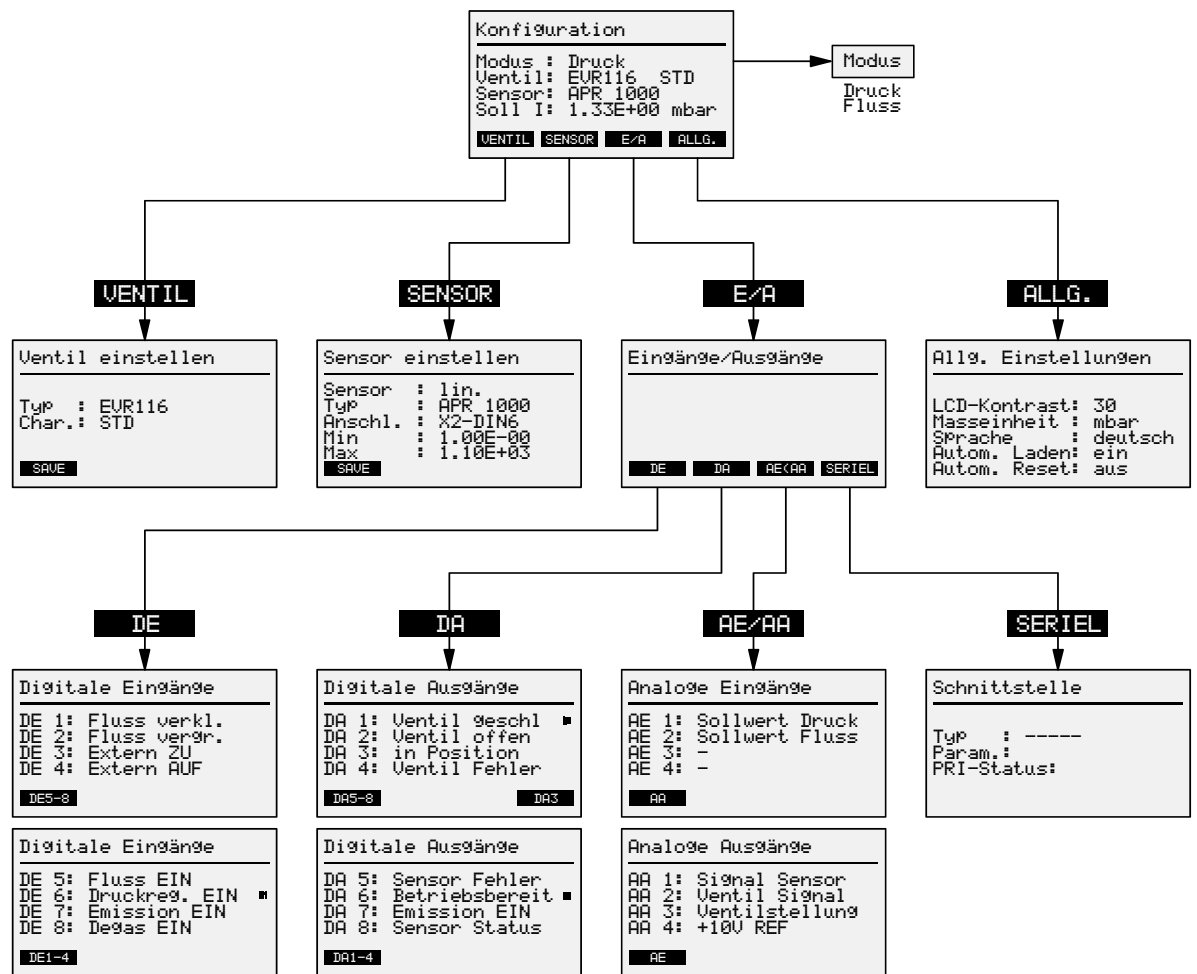 Konfiguration
Modus : Druck
Ventil: EVR116 STD
Sensor: APR 1000
Soll I: 1.33E+00 mbar
VENTIL SENSOR E/A ALLG.
Modus
Druck
Fluss
VENTIL
SENSOR
E/A
ALLG.
Ventil einstellen
Typ : EVR116
Char.: STD
SAVE
Sensor einstellen
Sensor : lin.
Typ : APR 1000
Anschl. : X2-DIN6
Min : 1.00E-00
Max : 1.10E+03
SAVE
Eingänge/Ausgänge
DE DA AE(AA SERIEL
Allg. Einstellungen
LCD-Kontrast: 30
Masseinheit : mbar
Sprache : deutsch
Autom. Laden: ein
Autom. Reset: aus
DE
DA
AE/AA
SERIEL
Digitale Eingänge
DE 1: Fluss verkl.
DE 2: Fluss vergr.
DE 3: Extern ZU
DE 4: Extern AUF
DE5-8
Digitale Ausgänge
DA 1: Ventil geschl
DA 2: Ventil offen
DA 3: in Position
DA 4: Ventil Fehler
DA5-8 DA3
Analoge Eingänge
AE 1: Sollwert Druck
AE 2: Sollwert Fluss
AE 3: -
AE 4: -
AA
Schnittstelle
Typ : -----
Param.:
PRI-Status:
Digitale Eingänge
DE 5: Fluss EIN
DE 6: Druckreg. EIN
DE 7: Emission EIN
DE 8: Degas EIN
DE1-4
Digitale Ausgänge
DA 5: Sensor Fehler
DA 6: Betriebsbereit
DA 7: Emission EIN
DA 8: Sensor Status
DA1-4
Analoge Ausgänge
AA 1: Signal Sensor
AA 2: Ventil Signal
AA 3: Ventilstellung
AA 4: +10V REF
AE